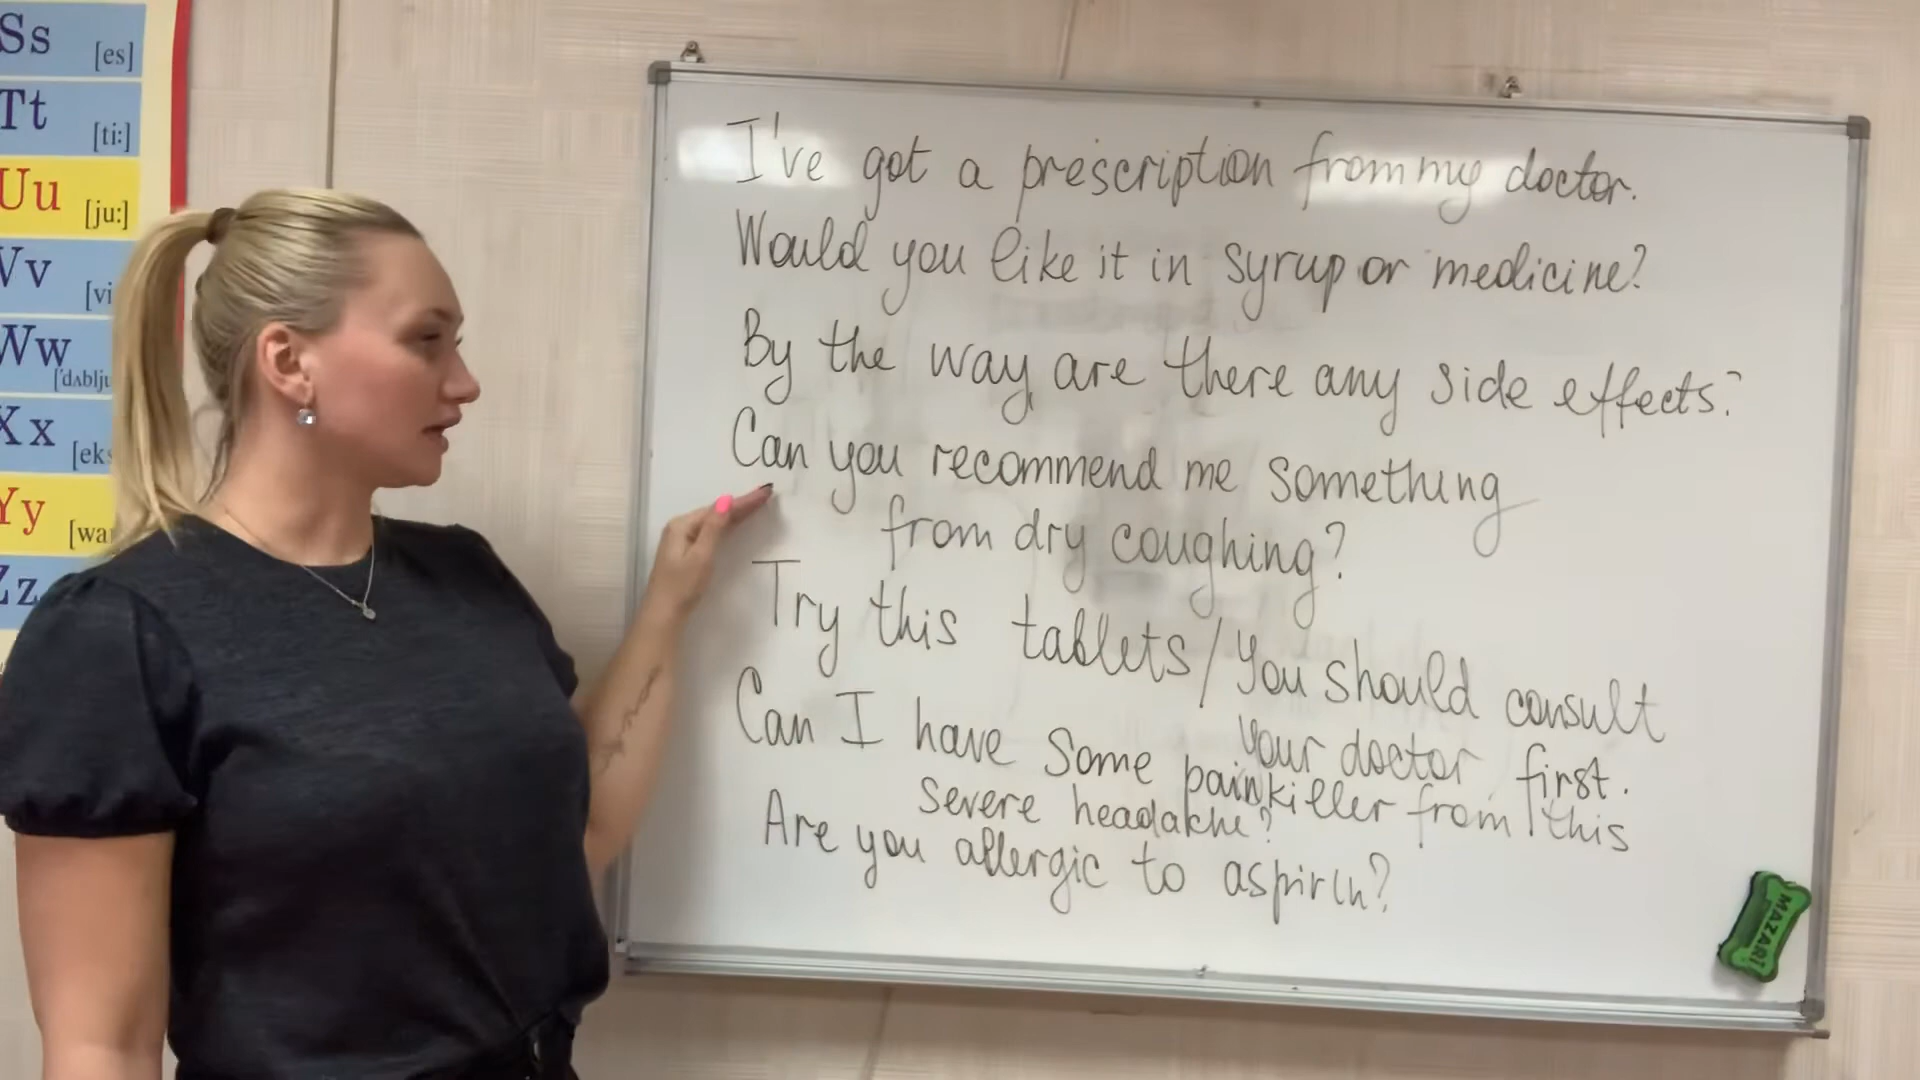 Ss [es]
Tt [ti:]
Uu [ju:]
Vv [vi
Ww ['dʌblju
Xx [eks
Yy [wa
Zz
I've got a prescription from my doctor.
Would you like it in syrup or medicine?
By the way, are there any side effects?
Can you recommend me something
from dry coughing?
Try this tablets/You should consult
your doctor first.
Can I have some painkiller from this
severe headakhe?
Are you allergic to aspirin?
MAZARI